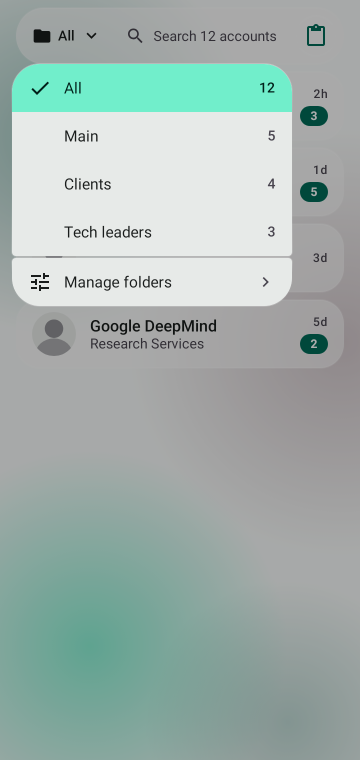 All
Search 12 accounts
All 12
2h
Main 5
3
Clients 4
1d
5
Tech leaders 3
3d
Manage folders
Google DeepMind 5d
Research Services 2